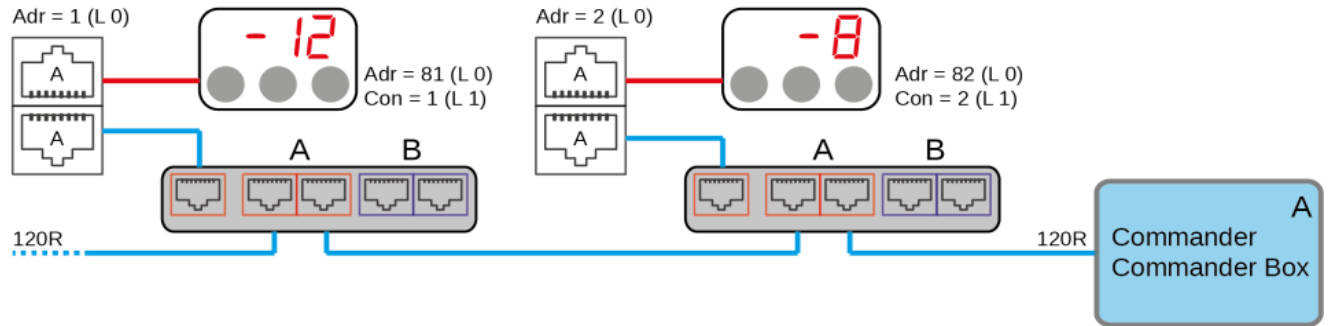 Adr = 1 (L 0)
-12
Adr = 2 (L 0)
-8
A
Adr = 81 (L 0)
Con = 1 (L 1)
A
Adr = 82 (L 0)
Con = 2 (L 1)
A
A
A
B
A
B
A
120R
120R
Commander
Commander Box